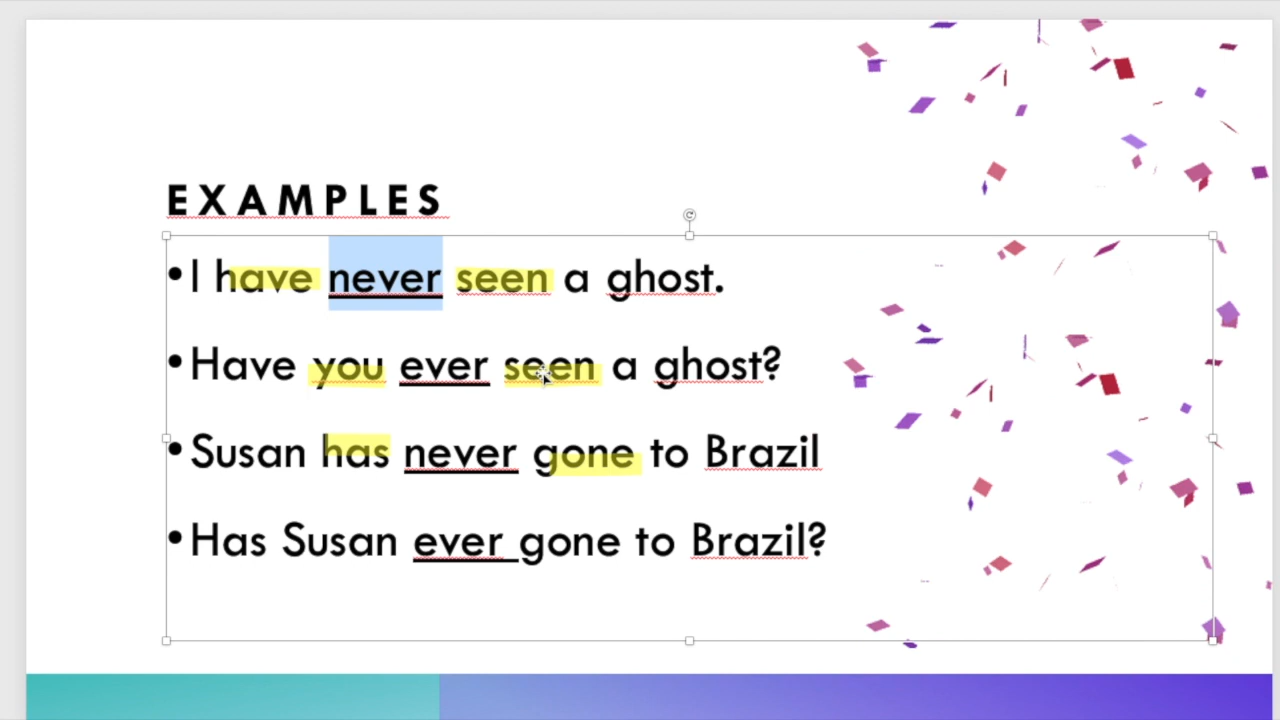 EXAMPLES
•I have never seen a ghost.
•Have you ever seen a ghost?
•Susan has never gone to Brazil
•Has Susan ever gone to Brazil?